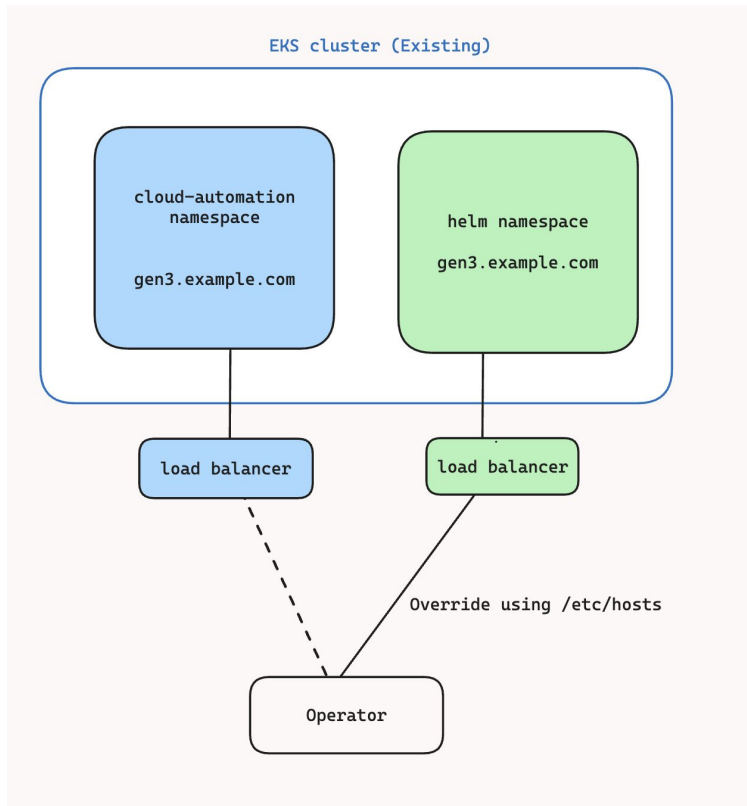 EKS cluster (Existing)
cloud-automation
namespace
gen3.example.com
helm namespace
gen3.example.com
load balancer
load balancer
Override using /etc/hosts
Operator